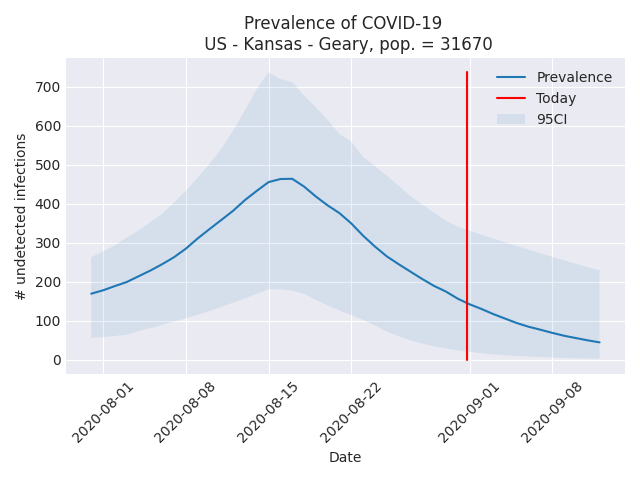 Prevalence of COVID-19
US - Kansas - Geary, pop. = 31670
Prevalence
Today
95CI
# undetected infections
700
600
500
400
300
200
100
0
2020-08-01
2020-08-08
2020-08-15
2020-08-22
2020-09-01
2020-09-08
Date